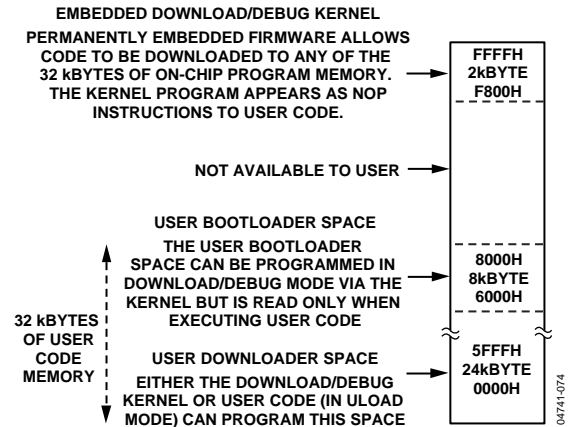 EMBEDDED DOWNLOAD/DEBUG KERNEL
PERMANENTLY EMBEDDED FIRMWARE ALLOWS
CODE TO BE DOWNLOADED TO ANY OF THE
32 kBYTES OF ON-CHIP PROGRAM MEMORY.
THE KERNEL PROGRAM APPEARS AS NOP
INSTRUCTIONS TO USER CODE.
FFFFH
2kBYTE
F800H
NOT AVAILABLE TO USER
USER BOOTLOADER SPACE
THE USER BOOTLOADER
SPACE CAN BE PROGRAMMED IN
DOWNLOAD/DEBUG MODE VIA THE
KERNEL BUT IS READ ONLY WHEN
EXECUTING USER CODE
8000H
8kBYTE
6000H
32 kBYTES
OF USER
CODE
MEMORY
USER DOWNLOADER SPACE
EITHER THE DOWNLOAD/DEBUG
KERNEL OR USER CODE (IN ULOAD
MODE) CAN PROGRAM THIS SPACE
5FFFH
24kBYTE
0000H
04741-074